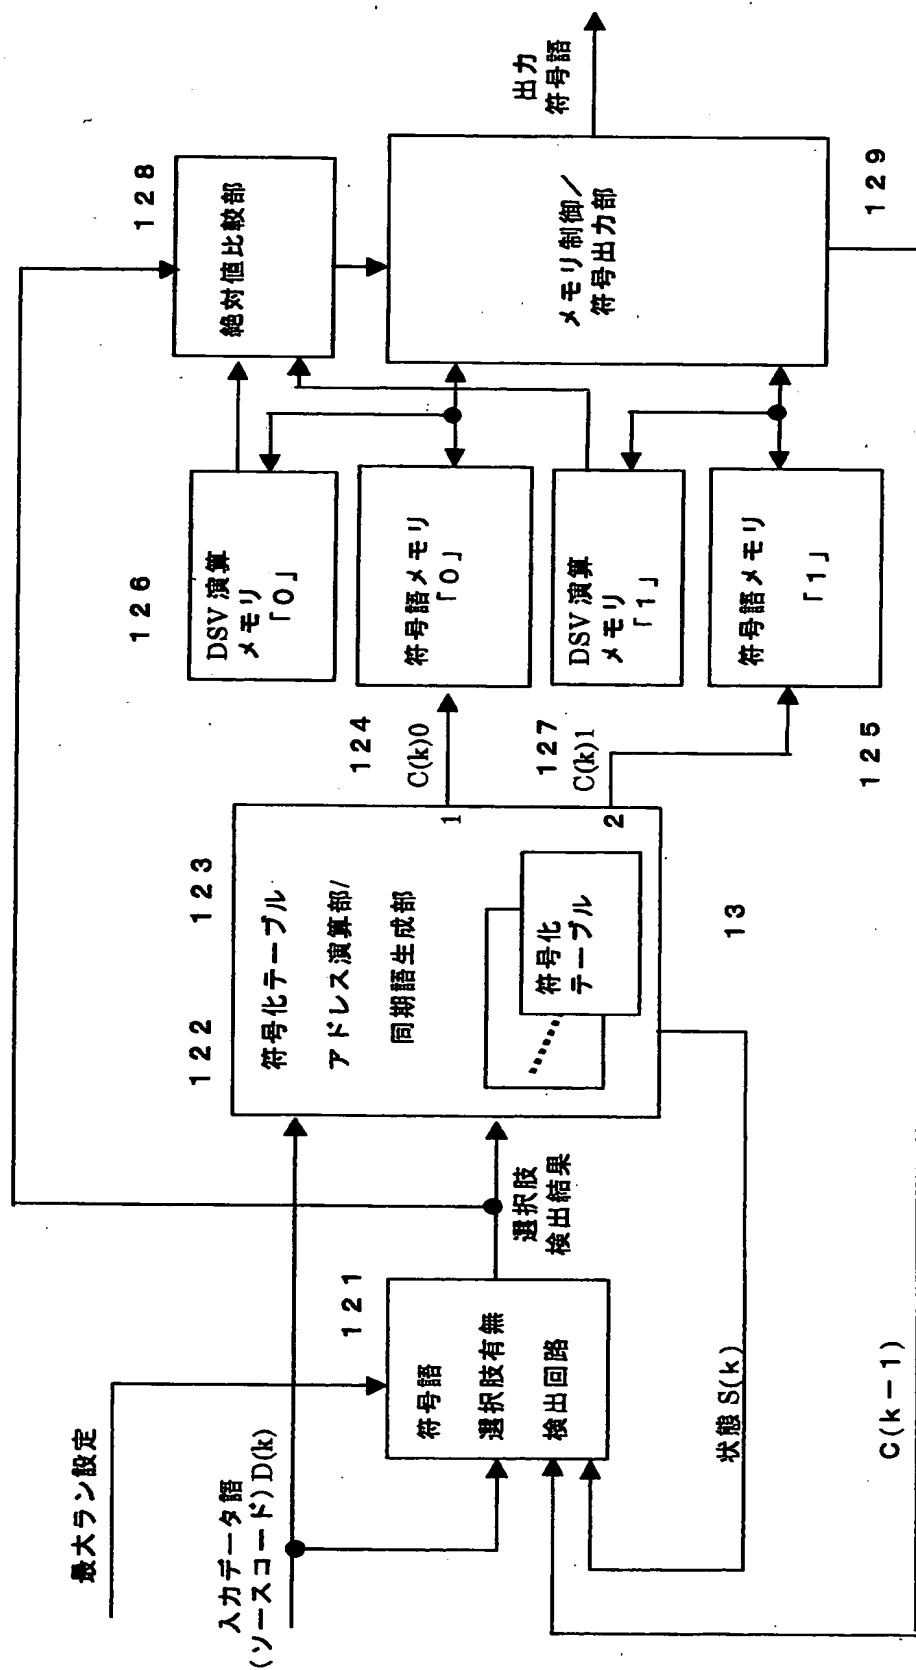 最大ラン設定
入力データ語
(ソースコード) D(k)
符号語
選択肢有無
検出回路
121
選択肢
検出結果
状態 S(k)
C(k-1)
122
123
符号化テーブル
アドレス演算部/
同期語生成部
符号化
テーブル
1
2
13
C(k)0
124
C(k)1
127
125
126
DSV演算
メモリ
「0」
符号語メモリ
「0」
DSV演算
メモリ
「1」
符号語メモリ
「1」
128
絶対値比較部
メモリ制御/
符号出力部
129
出力
符号語